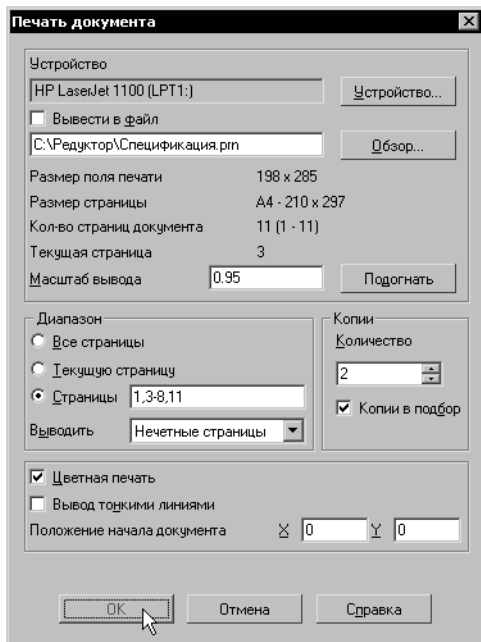 Печать документа
Устройство
HP LaserJet 1100 (LPT1:)
Устройство...
Вывести в файл
C:\Редуктор\Спецификация.prn
Обзор...
Размер поля печати 198 x 285
Размер страницы A4 - 210 x 297
Кол-во страниц документа 11 (1 - 11)
Текущая страница 3
Масштаб вывода 0.95 Подогнать
Диапазон
Все страницы
Текущую страницу
Страницы 1,3-8,11
Выводить Нечетные страницы
Копии
Количество
2
Копии в подбор
Цветная печать
Вывод тонкими линиями
Положение начала документа X 0 Y 0
OK Отмена Справка